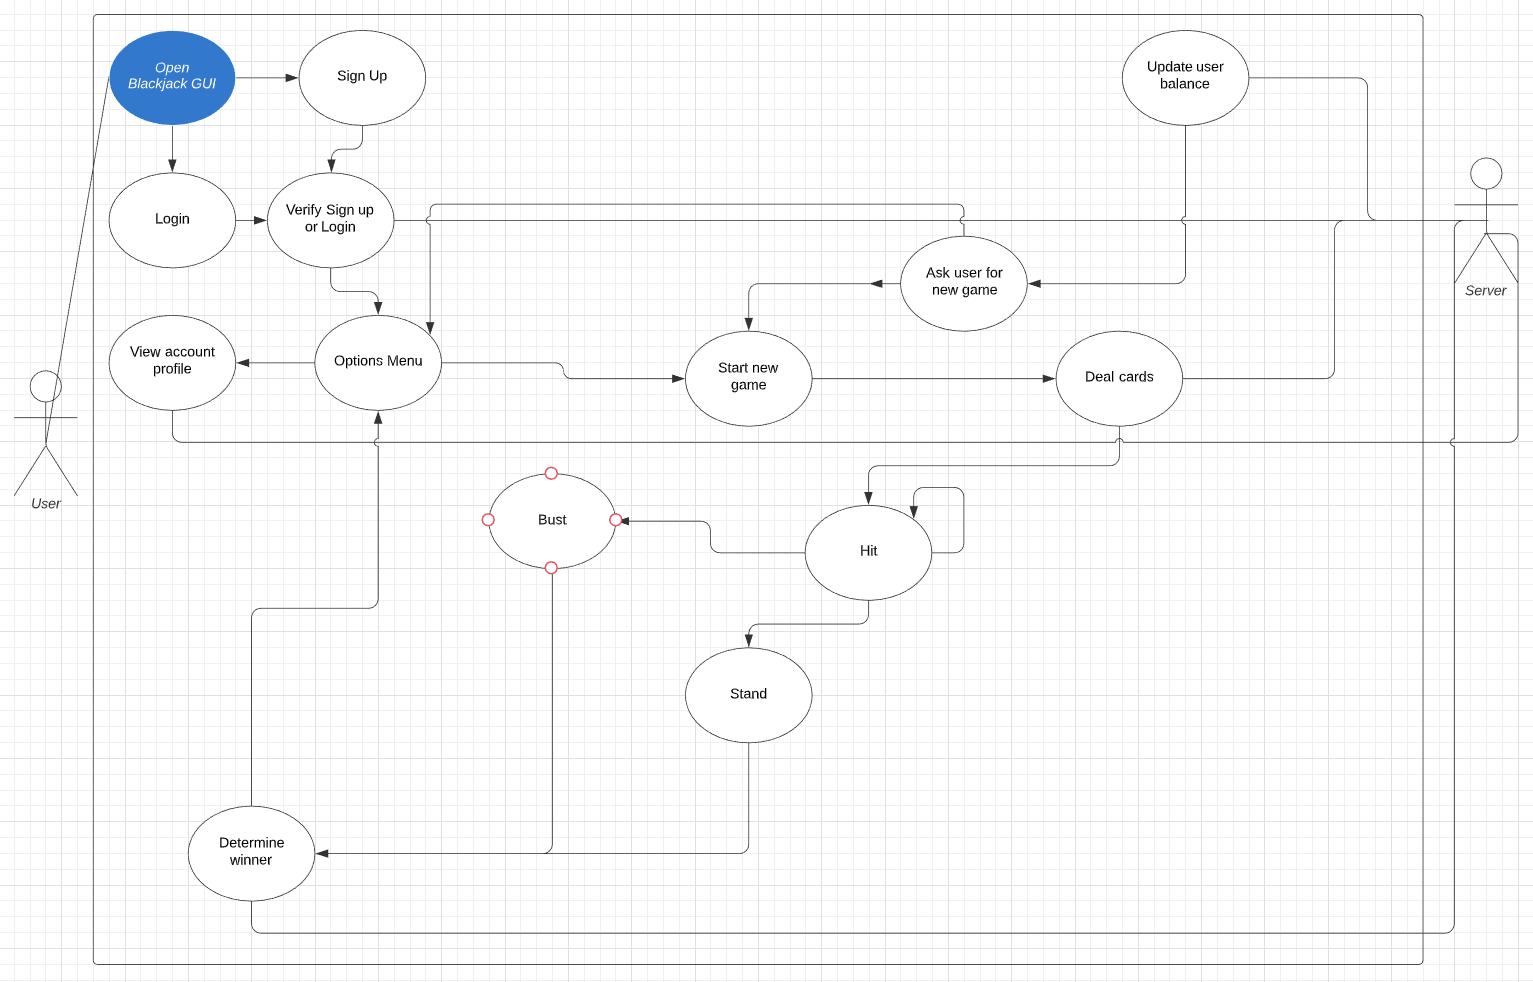 Open
Blackjack GUI
Sign Up
Update user
balance
Login
Verify Sign up
or Login
Ask user for
new game
Server
View account
profile
Options Menu
Start new
game
Deal cards
User
Bust
Hit
Stand
Determine
winner